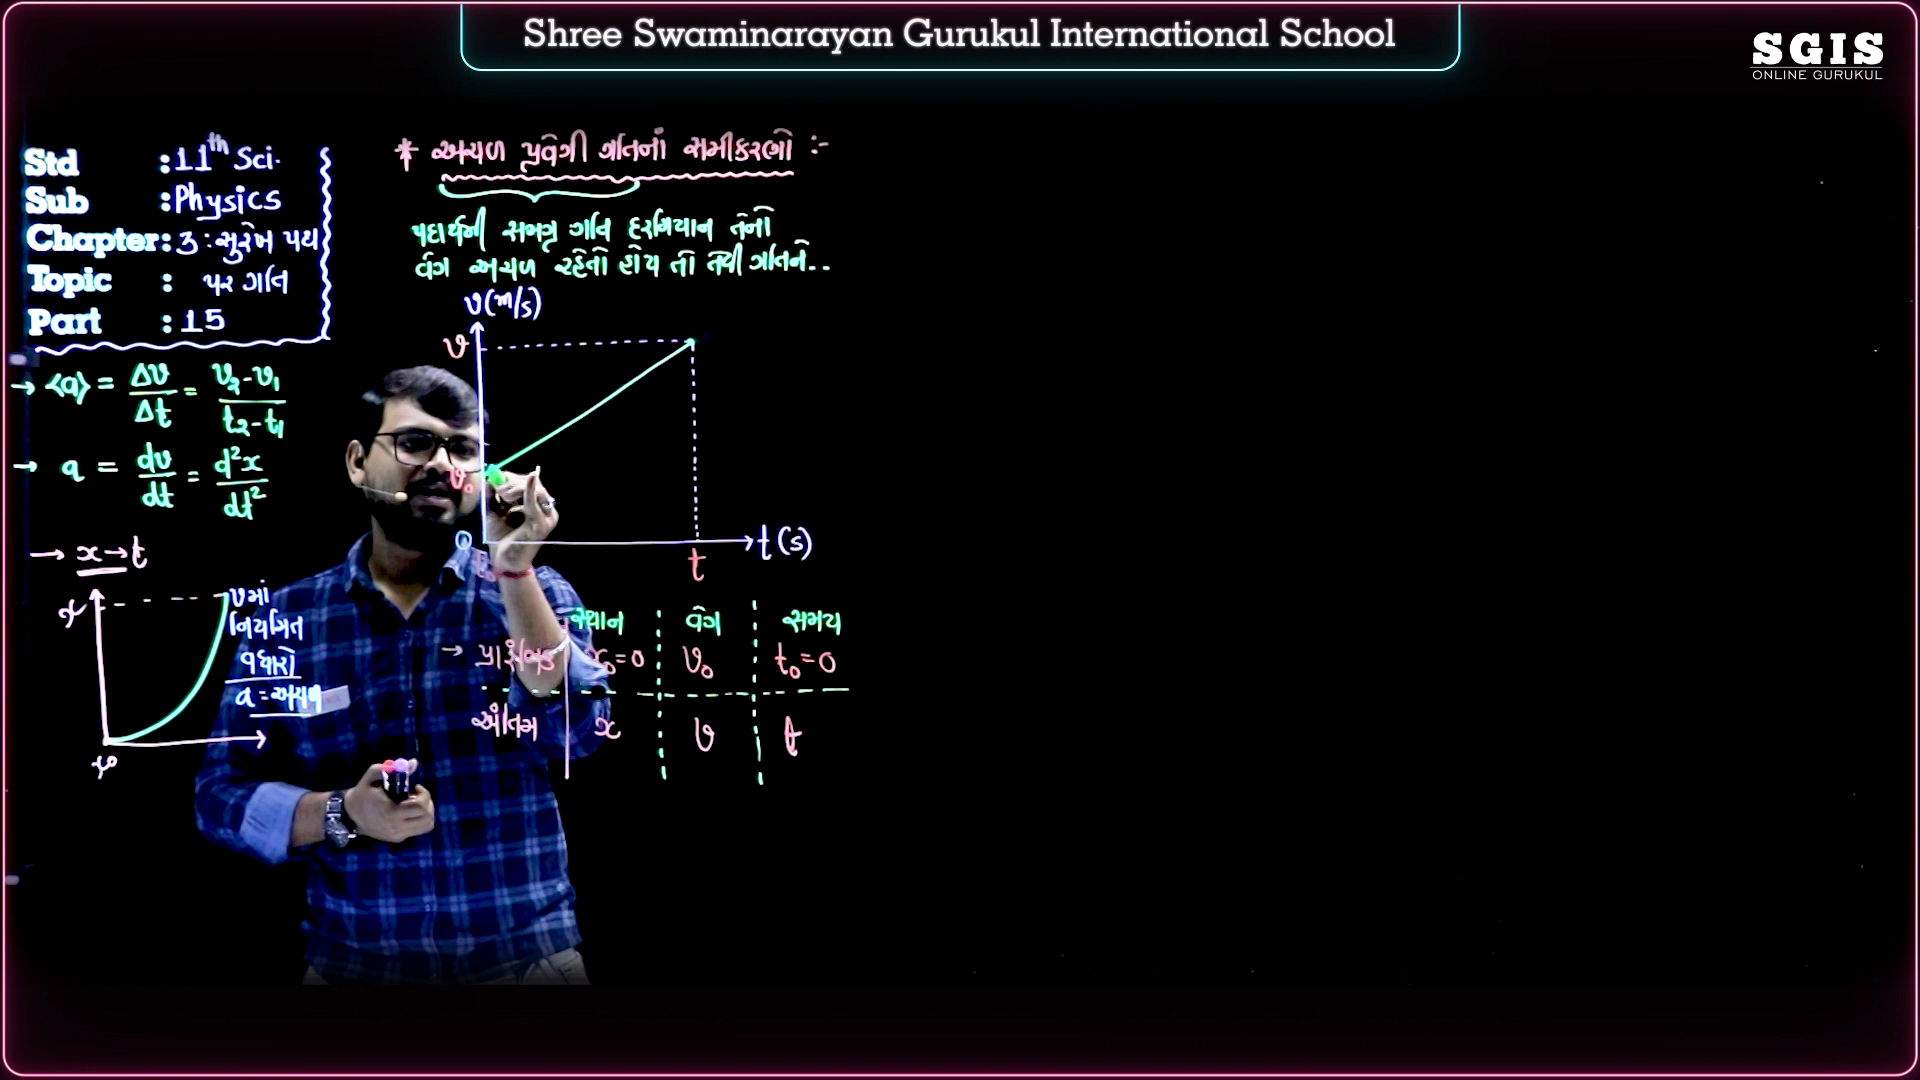 Shree Swaminarayan Gurukul International School
SGIS
ONLINE GURUKUL
Std : 11th Sci.
Sub : Physics
Chapter : 3 : સુરેખ પથ
Topic : પર ગતિ
Part : 15
→ <a> = Δv/Δt = v₂-v₁/t₂-t₁
→ a = dv/dt = d²x/dt²
→ x→t
x
vમાં
નિયમિત
વધારો
a = અચળ
* અચળ પ્રવેગી ગતિનાં સમીકરણો :-
પદાર્થની સમગ્ર ગતિ દરમિયાન તેનો
વેગ અચળ રહેતો હોય તો તેવી ગતિને..
v(m/s)
v
v₀
0
t(s)
t
સ્થાન વેગ સમય
→ પ્રારંભિક x₀=0 v₀ t₀=0
અંતિમ x v t